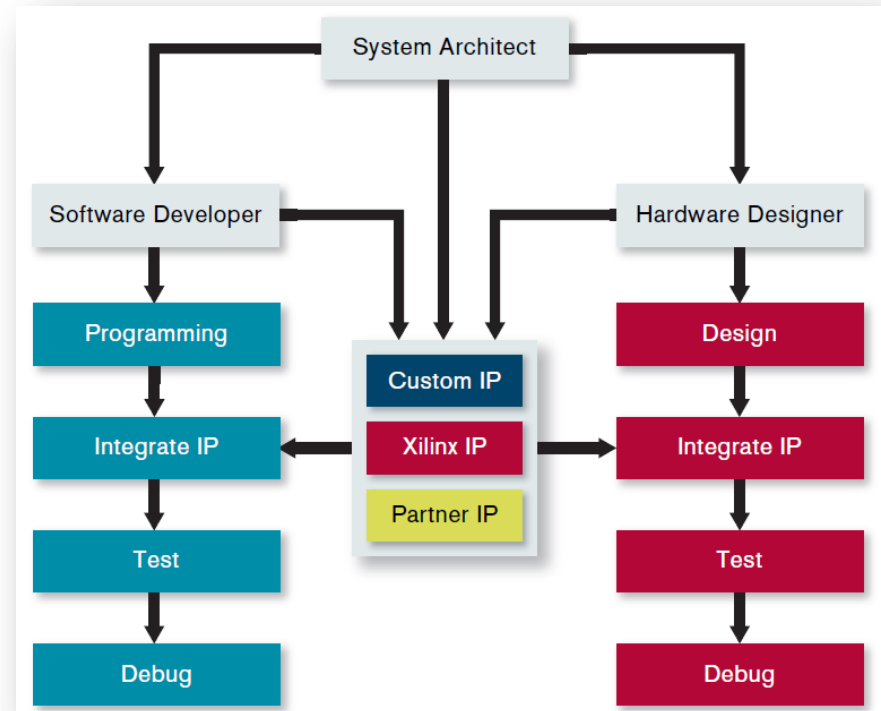 System Architect
Software Developer
Hardware Designer
Programming
Design
Custom IP
Integrate IP
Xilinx IP
Integrate IP
Partner IP
Test
Test
Debug
Debug